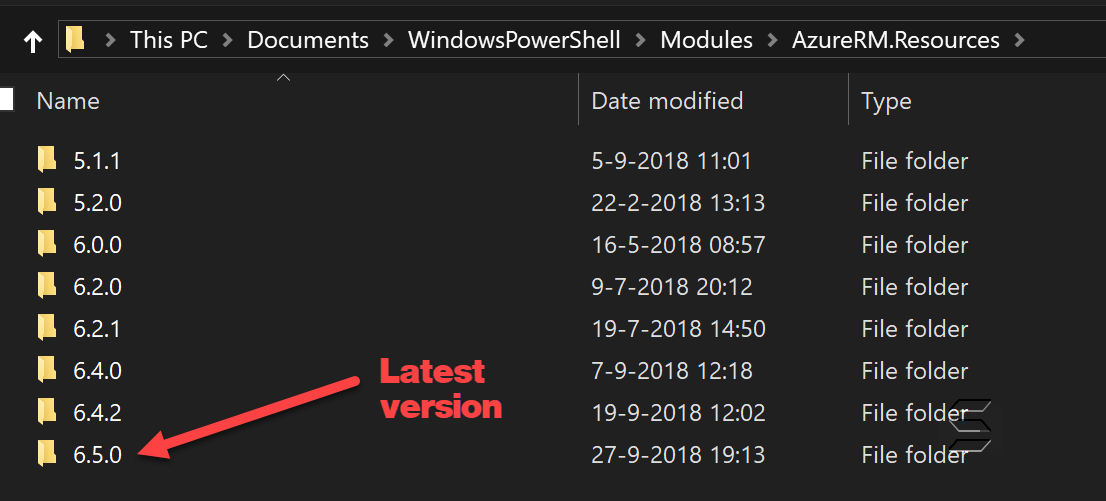 This PC > Documents > WindowsPowerShell > Modules > AzureRM.Resources >
Name Date modified Type
5.1.1 5-9-2018 11:01 File folder
5.2.0 22-2-2018 13:13 File folder
6.0.0 16-5-2018 08:57 File folder
6.2.0 9-7-2018 20:12 File folder
6.2.1 19-7-2018 14:50 File folder
6.4.0 7-9-2018 12:18 File folder
Latest
version
6.4.2 19-9-2018 12:02 File folder
6.5.0 27-9-2018 19:13 File folder